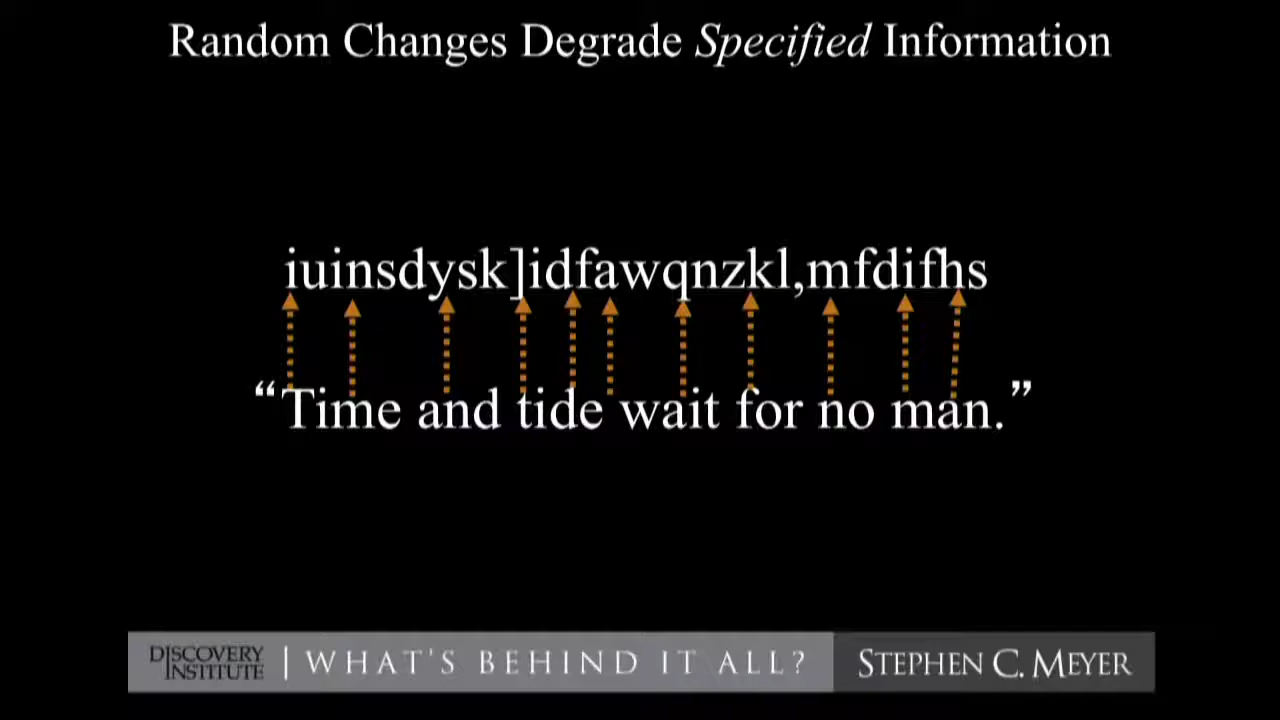 Random Changes Degrade Specified Information
iuinsdysk]idfawqnzkl,mfdifhs
“Time and tide wait for no man.”
DISCOVERY INSTITUTE | WHAT'S BEHIND IT ALL? STEPHEN C. MEYER